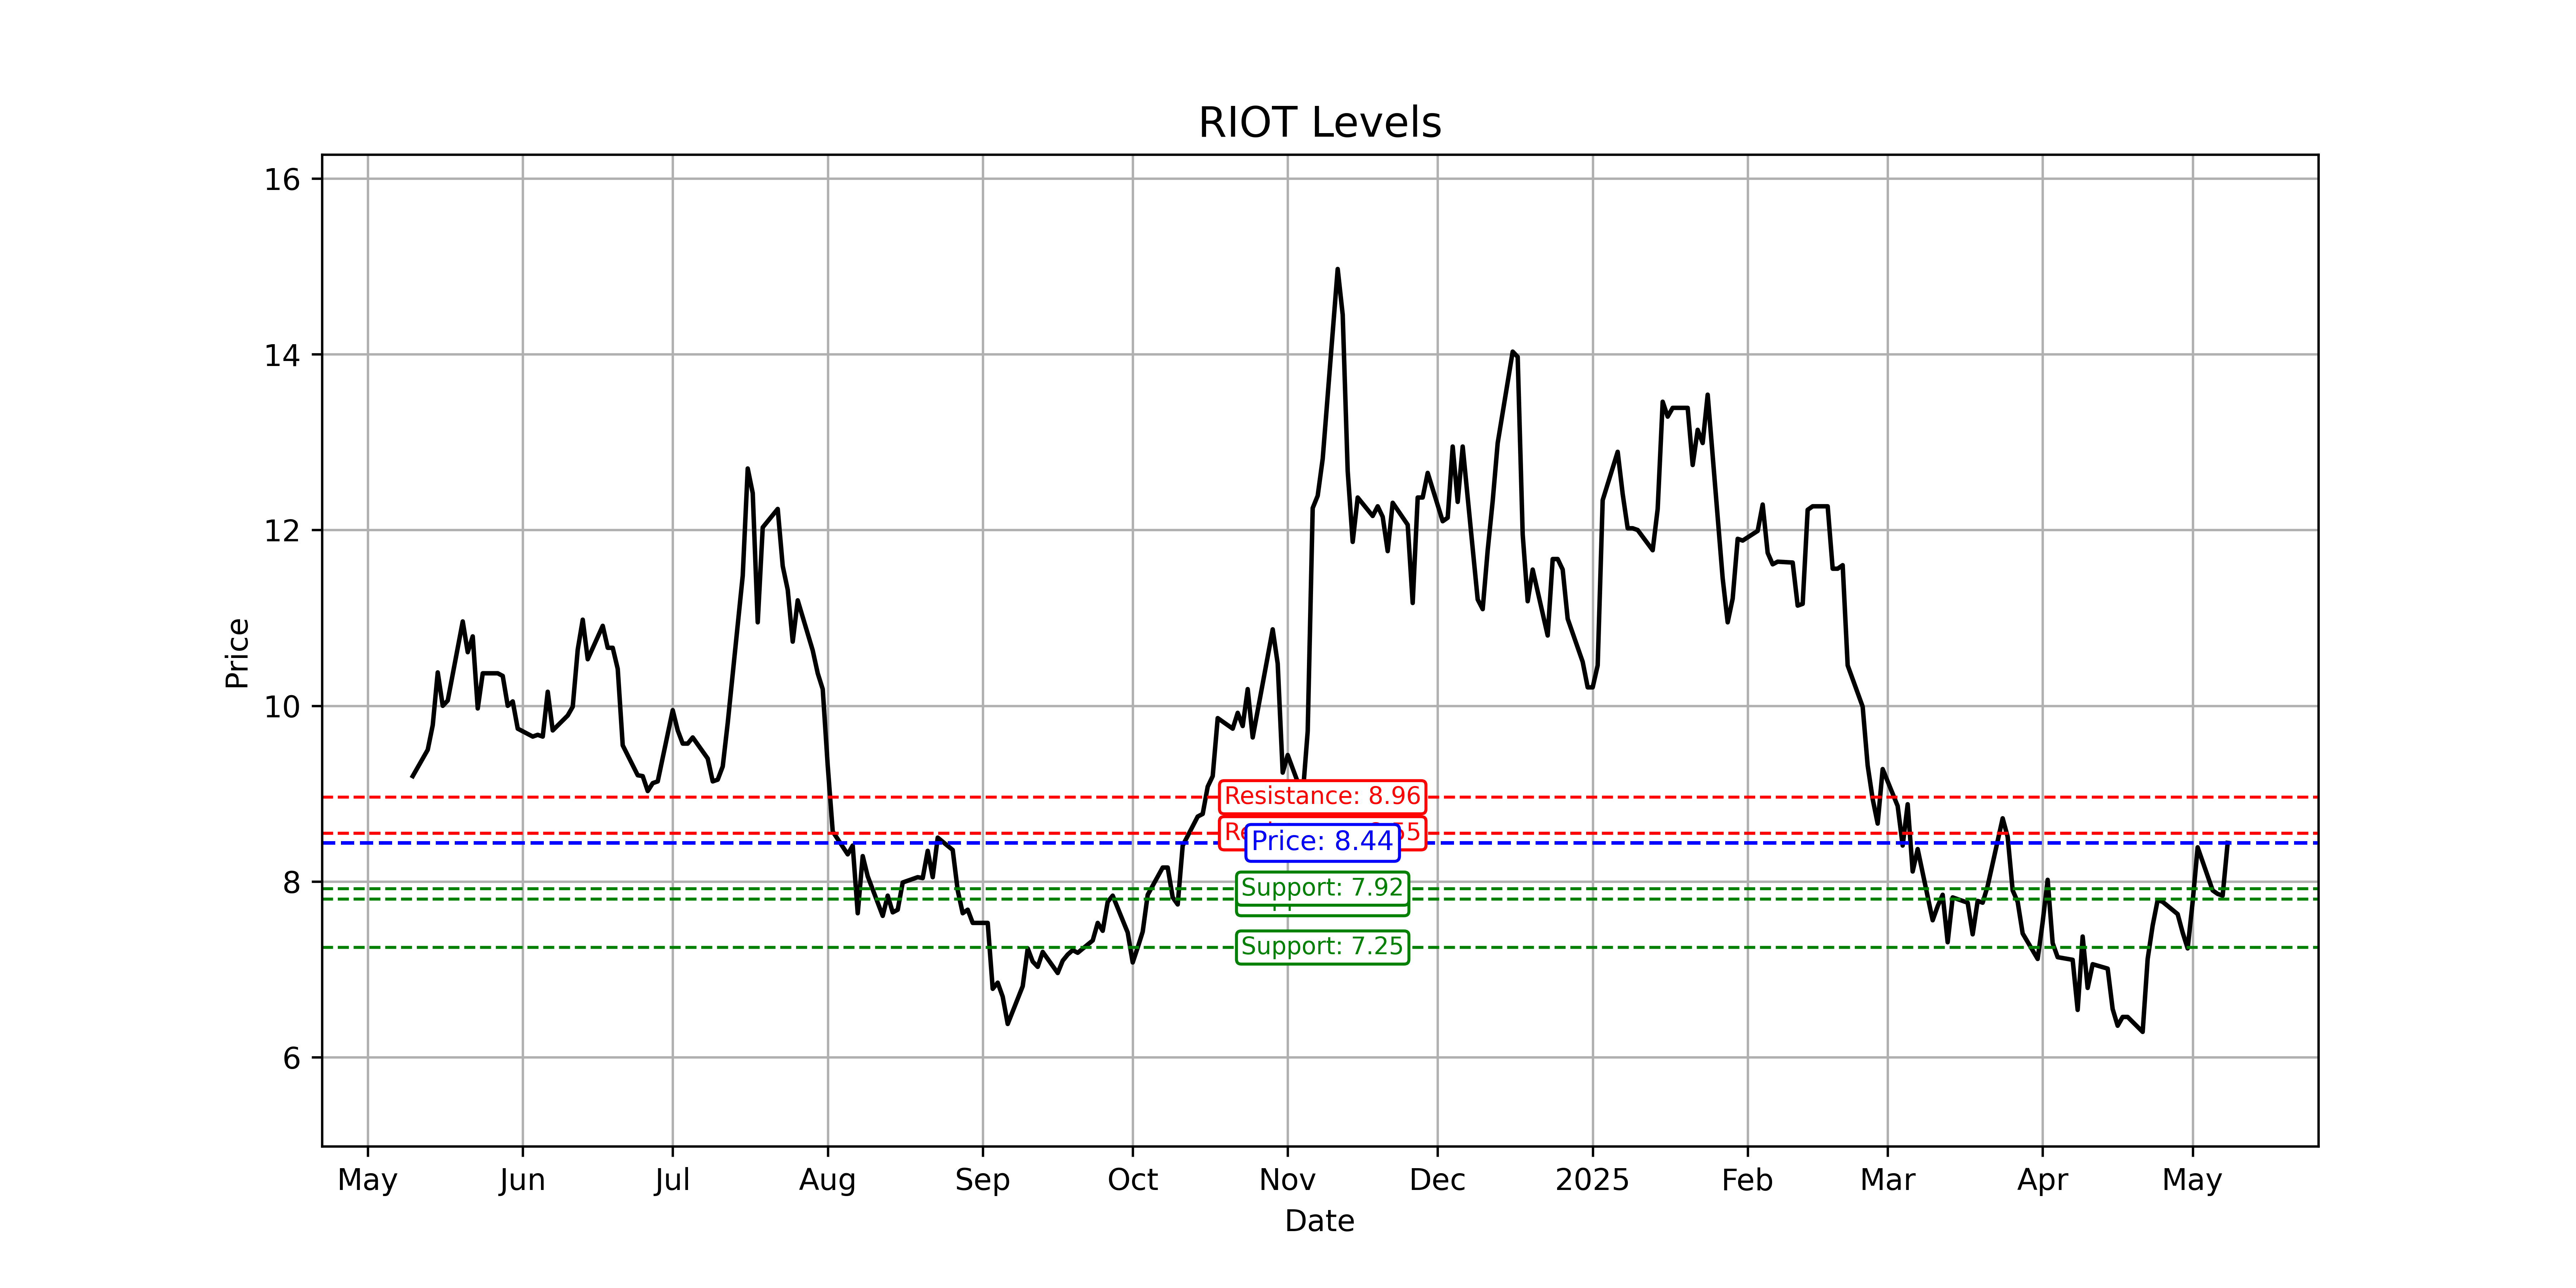 RIOT Levels
16
14
12
10
8
6
Price
Resistance: 8.96
Price: 8.44
Support: 7.92
Support: 7.25
May Jun Jul Aug Sep Oct Nov Dec 2025 Feb Mar Apr May
Date